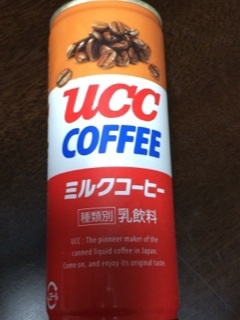 UCC
COFFEE
ミルクコーヒー
種類別 乳飲料
UCC : The pioneer maker of the
canned liquid coffee in Japan.
Come on, and enjoy its original taste.